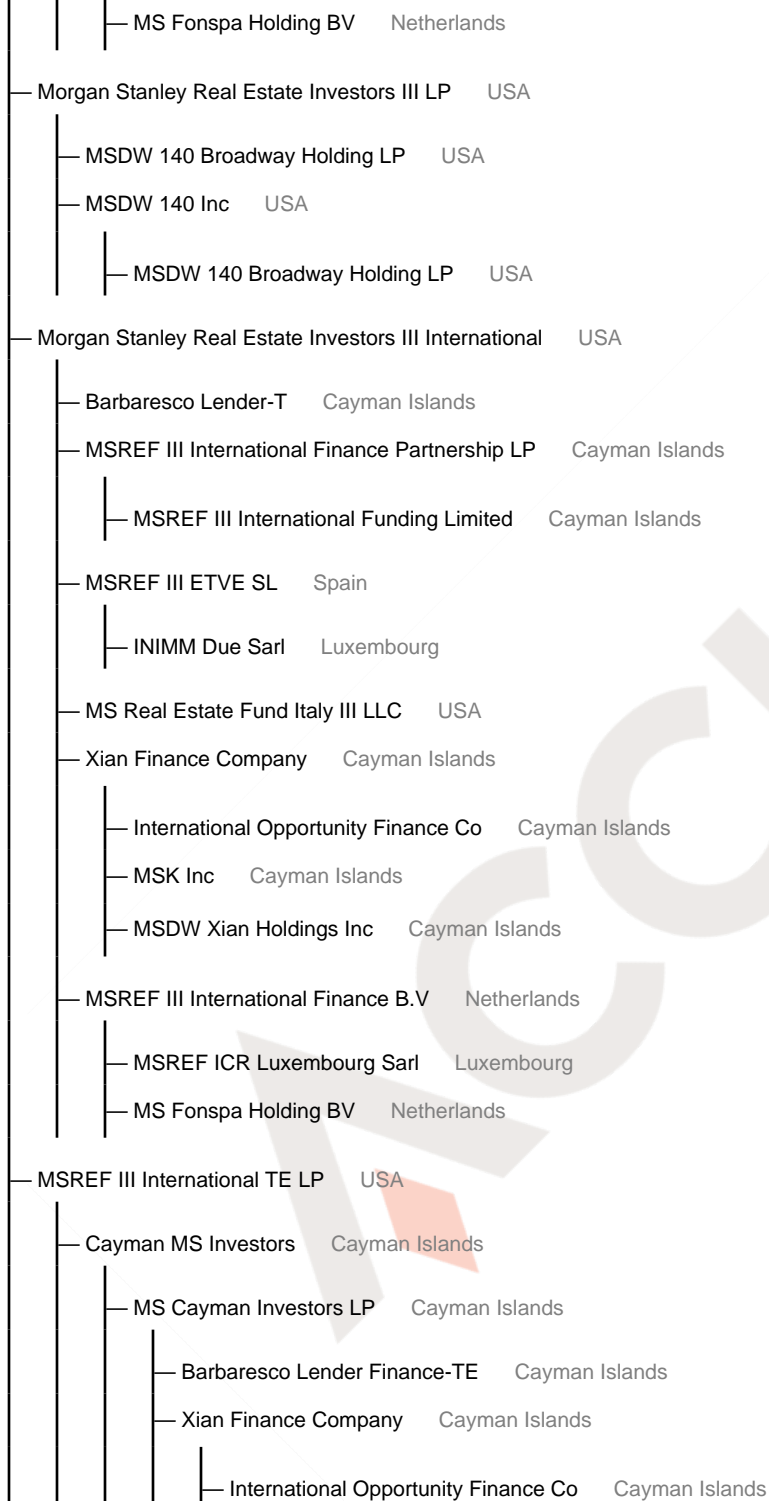 MS Fonspa Holding BV Netherlands
Morgan Stanley Real Estate Investors III LP USA
MSDW 140 Broadway Holding LP USA
MSDW 140 Inc USA
MSDW 140 Broadway Holding LP USA
Morgan Stanley Real Estate Investors III International USA
Barbaresco Lender-T Cayman Islands
MSREF III International Finance Partnership LP Cayman Islands
MSREF III International Funding Limited Cayman Islands
MSREF III ETVE SL Spain
INIMM Due Sarl Luxembourg
MS Real Estate Fund Italy III LLC USA
Xian Finance Company Cayman Islands
International Opportunity Finance Co Cayman Islands
MSK Inc Cayman Islands
MSDW Xian Holdings Inc Cayman Islands
MSREF III International Finance B.V Netherlands
MSREF ICR Luxembourg Sarl Luxembourg
MS Fonspa Holding BV Netherlands
MSREF III International TE LP USA
Cayman MS Investors Cayman Islands
MS Cayman Investors LP Cayman Islands
Barbaresco Lender Finance-TE Cayman Islands
Xian Finance Company Cayman Islands
International Opportunity Finance Co Cayman Islands